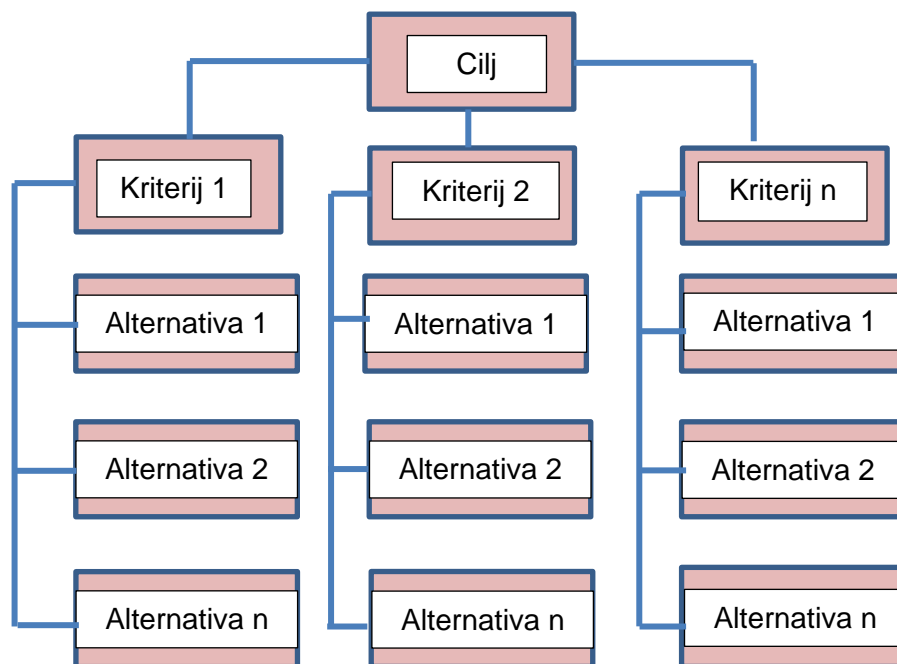 Cilj
Kriterij 1
Kriterij 2
Kriterij n
Alternativa 1
Alternativa 1
Alternativa 1
Alternativa 2
Alternativa 2
Alternativa 2
Alternativa n
Alternativa n
Alternativa n